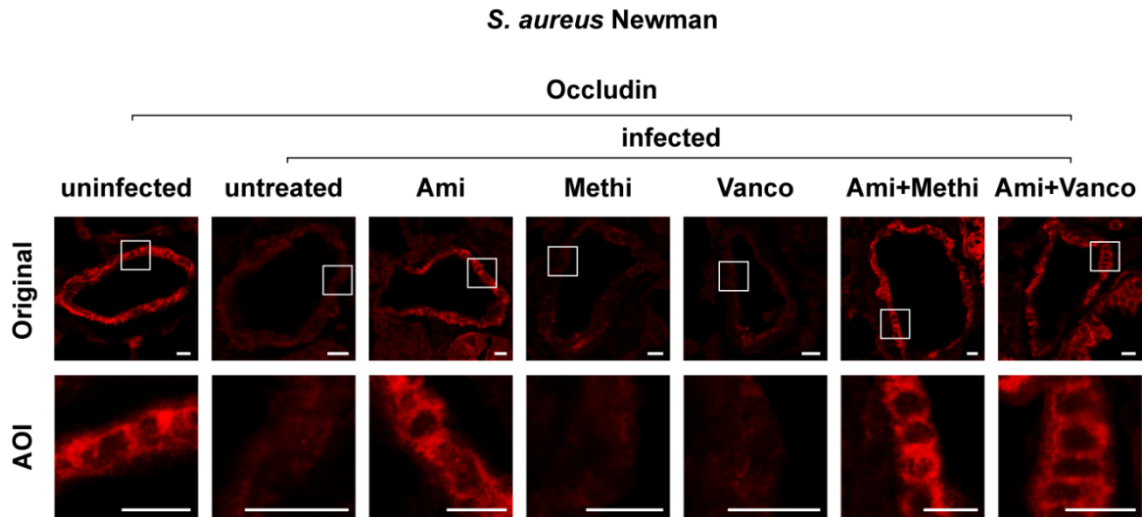 S. aureus Newman
Occludin
infected
uninfected untreated Ami Methi Vanco Ami+Methi Ami+Vanco
Original
AOI